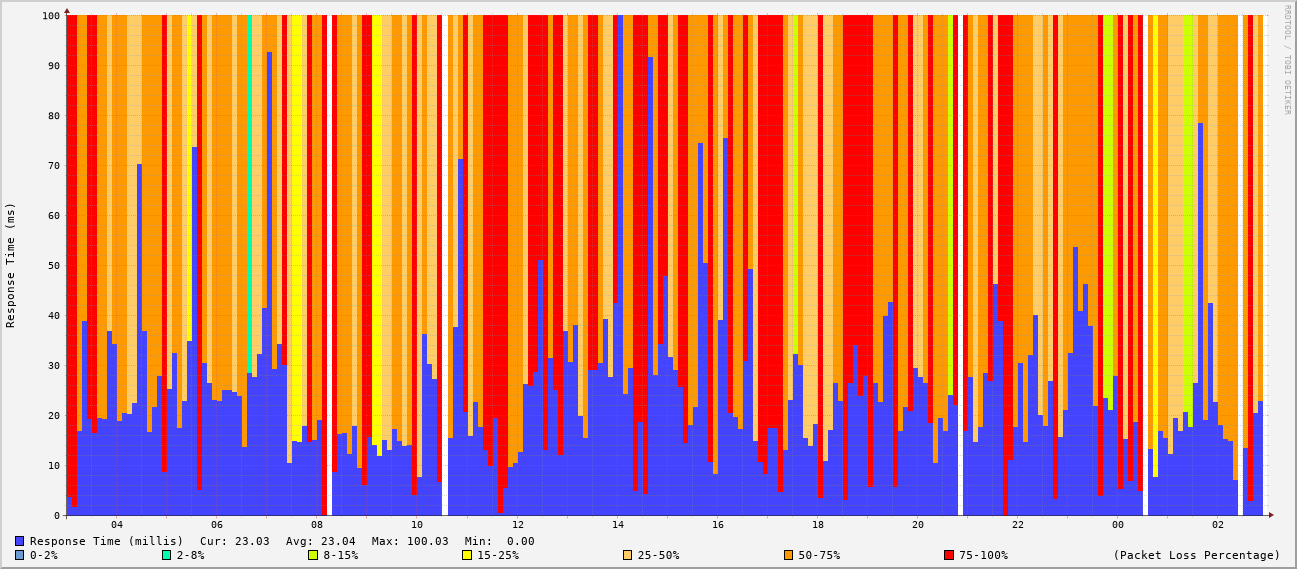 RRDTOOL / TOBI OETIKER
Response Time (ms)
100
90
80
70
60
50
40
30
20
10
0
04 06 08 10 12 14 16 18 20 22 00 02
Response Time (millis) Cur: 23.03 Avg: 23.04 Max: 100.03 Min: 0.00
0-2% 2-8% 8-15% 15-25% 25-50% 50-75% 75-100% (Packet Loss Percentage)